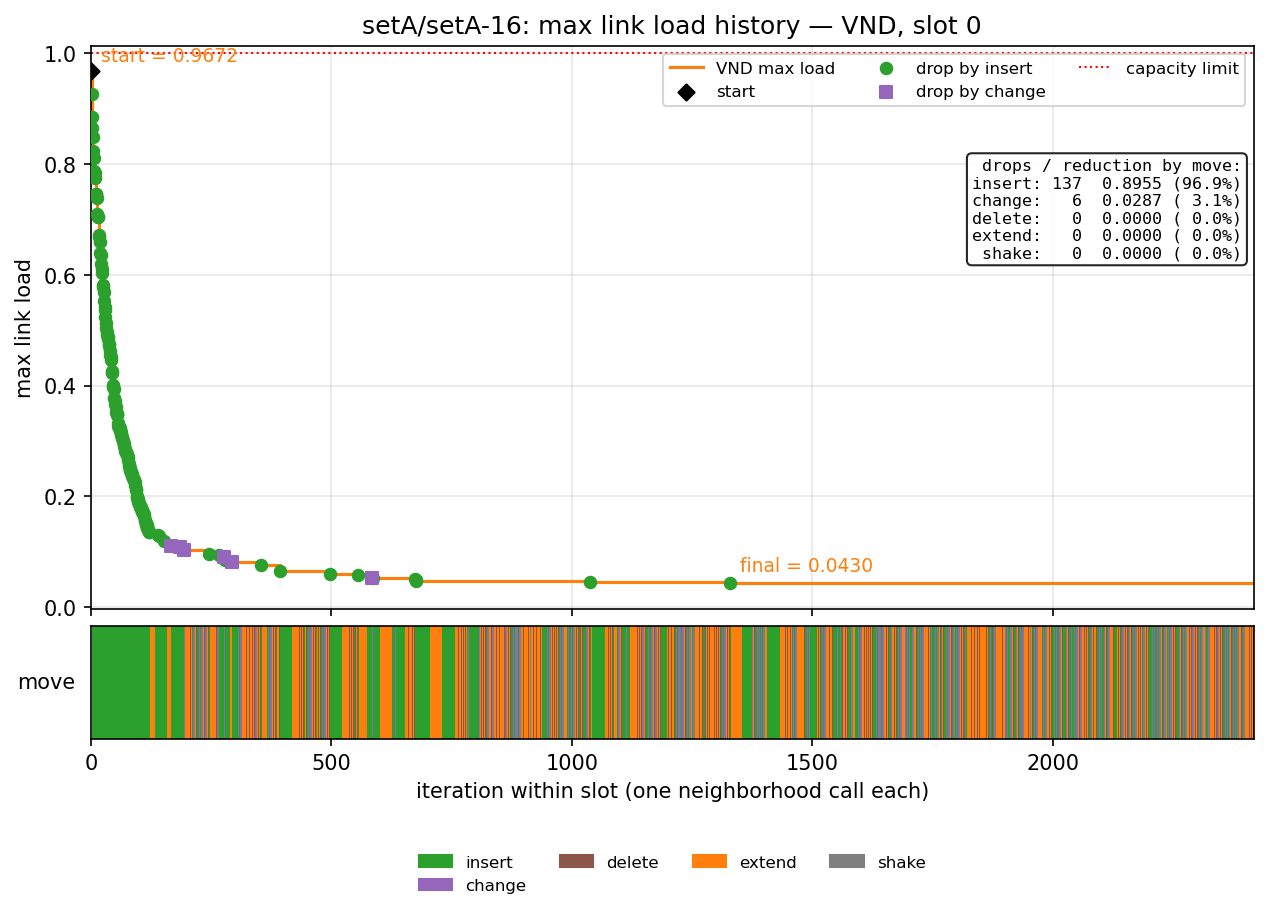 setA/setA-16: max link load history — VND, slot 0
start = 0.9672
VND max load
start
drop by insert
drop by change
capacity limit
drops / reduction by move:
insert: 137  0.8955 (96.9%)
change:   6  0.0287 ( 3.1%)
delete:   0  0.0000 ( 0.0%)
extend:   0  0.0000 ( 0.0%)
shake:   0  0.0000 ( 0.0%)
max link load
1.0
0.8
0.6
0.4
0.2
0.0
final = 0.0430
move
0
500
1000
1500
2000
iteration within slot (one neighborhood call each)
insert
change
delete
extend
shake